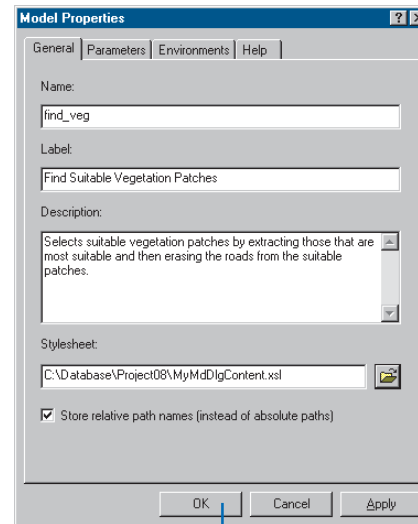 Model Properties
General Parameters Environments Help
Name:
find_veg
Label:
Find Suitable Vegetation Patches
Description:
Selects suitable vegetation patches by extracting those that are
most suitable and then erasing the roads from the suitable
patches.
Stylesheet:
C:\Database\Project08\MyMdDlgContent.xsl
Store relative path names (instead of absolute paths)
OK Cancel Apply